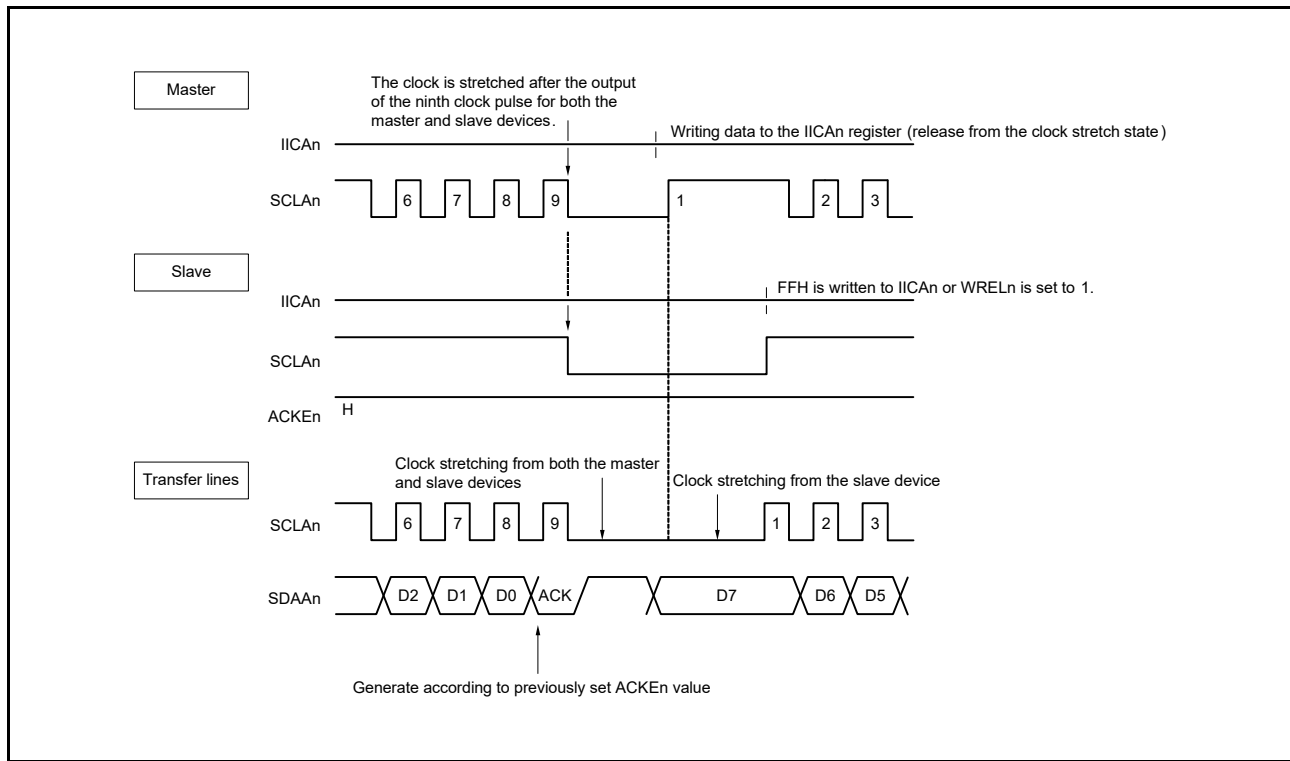 Master
The clock is stretched after the output
of the ninth clock pulse for both the
master and slave devices.
Writing data to the IICAn register (release from the clock stretch state)
IICAn
SCLAn
6 7 8 9 1 2 3
Slave
IICAn
FFH is written to IICAn or WRELn is set to 1.
SCLAn
ACKEn
H
Transfer lines
Clock stretching from both the master
and slave devices
Clock stretching from the slave device
SCLAn
6 7 8 9 1 2 3
SDAAn
D2 D1 D0 ACK D7 D6 D5
Generate according to previously set ACKEn value